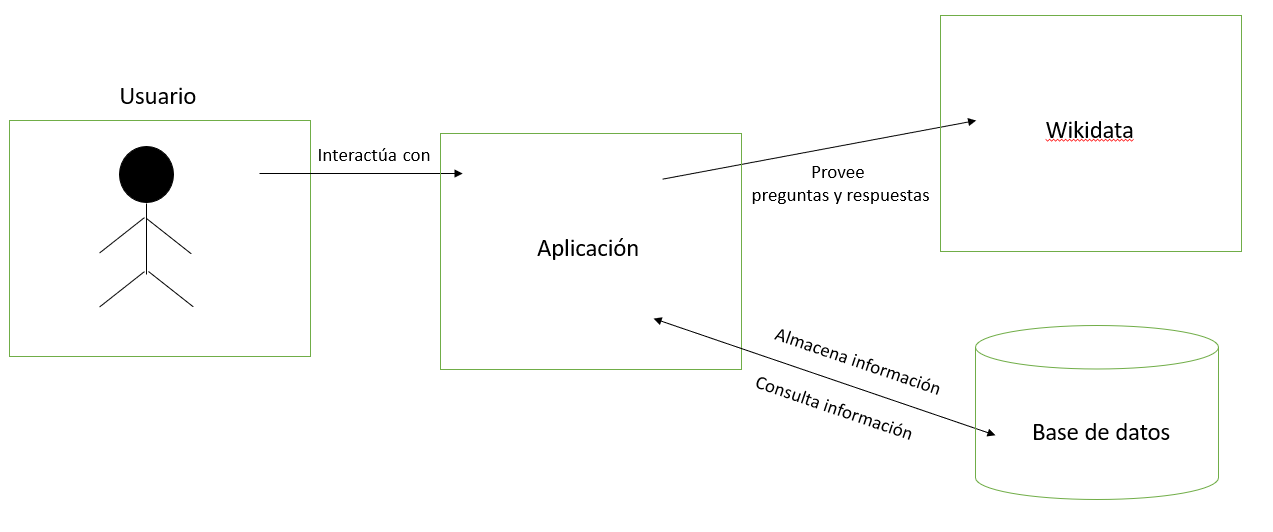 Usuario
Interactúa con
Aplicación
Provee
preguntas y respuestas
Wikidata
Almacena información
Consulta información
Base de datos